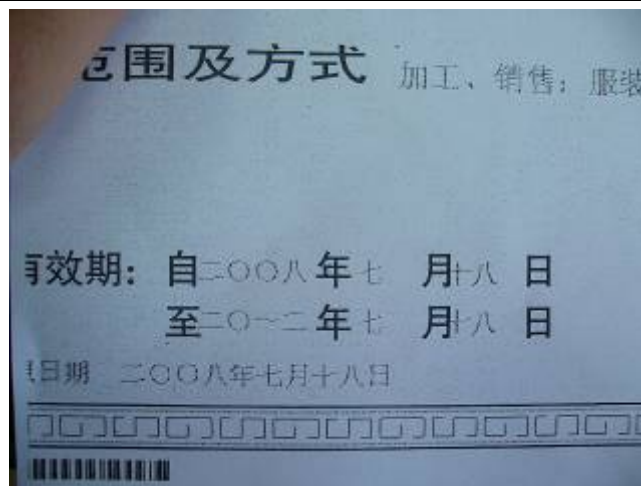 范围及方式 加工、销售；服装
有效期：自二〇〇八年七月十八日
至二〇一二年七月十八日
日期 二〇〇八年七月十八日